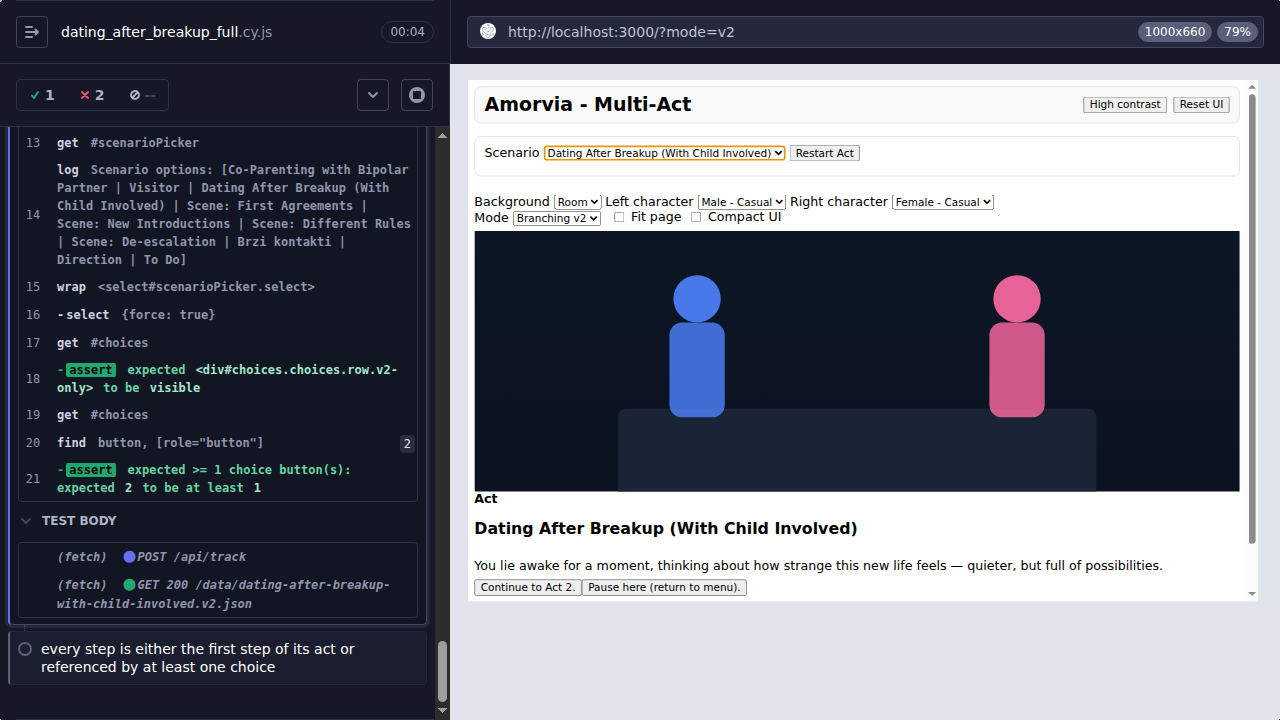 dating_after_breakup_full.cy.js
00:04
1
2
--
13 get #scenarioPicker
14 log Scenario options: [Co-Parenting with Bipolar
Partner | Visitor | Dating After Breakup (With
Child Involved) | Scene: First Agreements |
Scene: New Introductions | Scene: Different Rules
| Scene: De-escalation | Brzi kontakti |
Direction | To Do]
15 wrap <select#scenarioPicker.select>
16 -select {force: true}
17 get #choices
18 -assert expected <div#choices.choices.row.v2-
only> to be visible
19 get #choices
20 find button, [role="button"] 2
21 -assert expected >= 1 choice button(s):
expected 2 to be at least 1
TEST BODY
(fetch) POST /api/track
(fetch) GET 200 /data/dating-after-breakup-
with-child-involved.v2.json
every step is either the first step of its act or
referenced by at least one choice
http://localhost:3000/?mode=v2
1000x660
79%
Amorvia - Multi-Act
High contrast
Reset UI
Scenario Dating After Breakup (With Child Involved) Restart Act
Background Room Left character Male - Casual Right character Female - Casual
Mode Branching v2 Fit page Compact UI
Act
Dating After Breakup (With Child Involved)
You lie awake for a moment, thinking about how strange this new life feels — quieter, but full of possibilities.
Continue to Act 2. Pause here (return to menu).